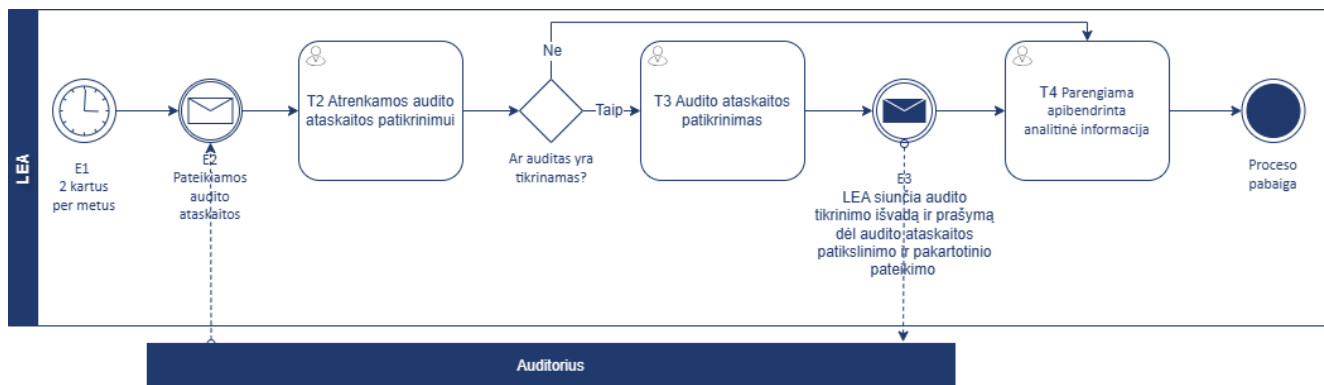 LEA
E1
2 kartus
per metus
E2
Pateikiamos
audito
ataskaitos
T2 Atrenkamos audito
ataskaitos patikrinimui
Ne
Ar auditas yra
tikrinamas?
Taip
T3 Audito ataskaitos
patikrinimas
E3
LEA siunčia audito
tikrinimo išvadą ir prašymą
dėl audito ataskaitos
patikslinimo ir pakartotinio
pateikimo
T4 Parengiama
apibendrinta
analitinė informacija
Proceso
pabaiga
Auditorius